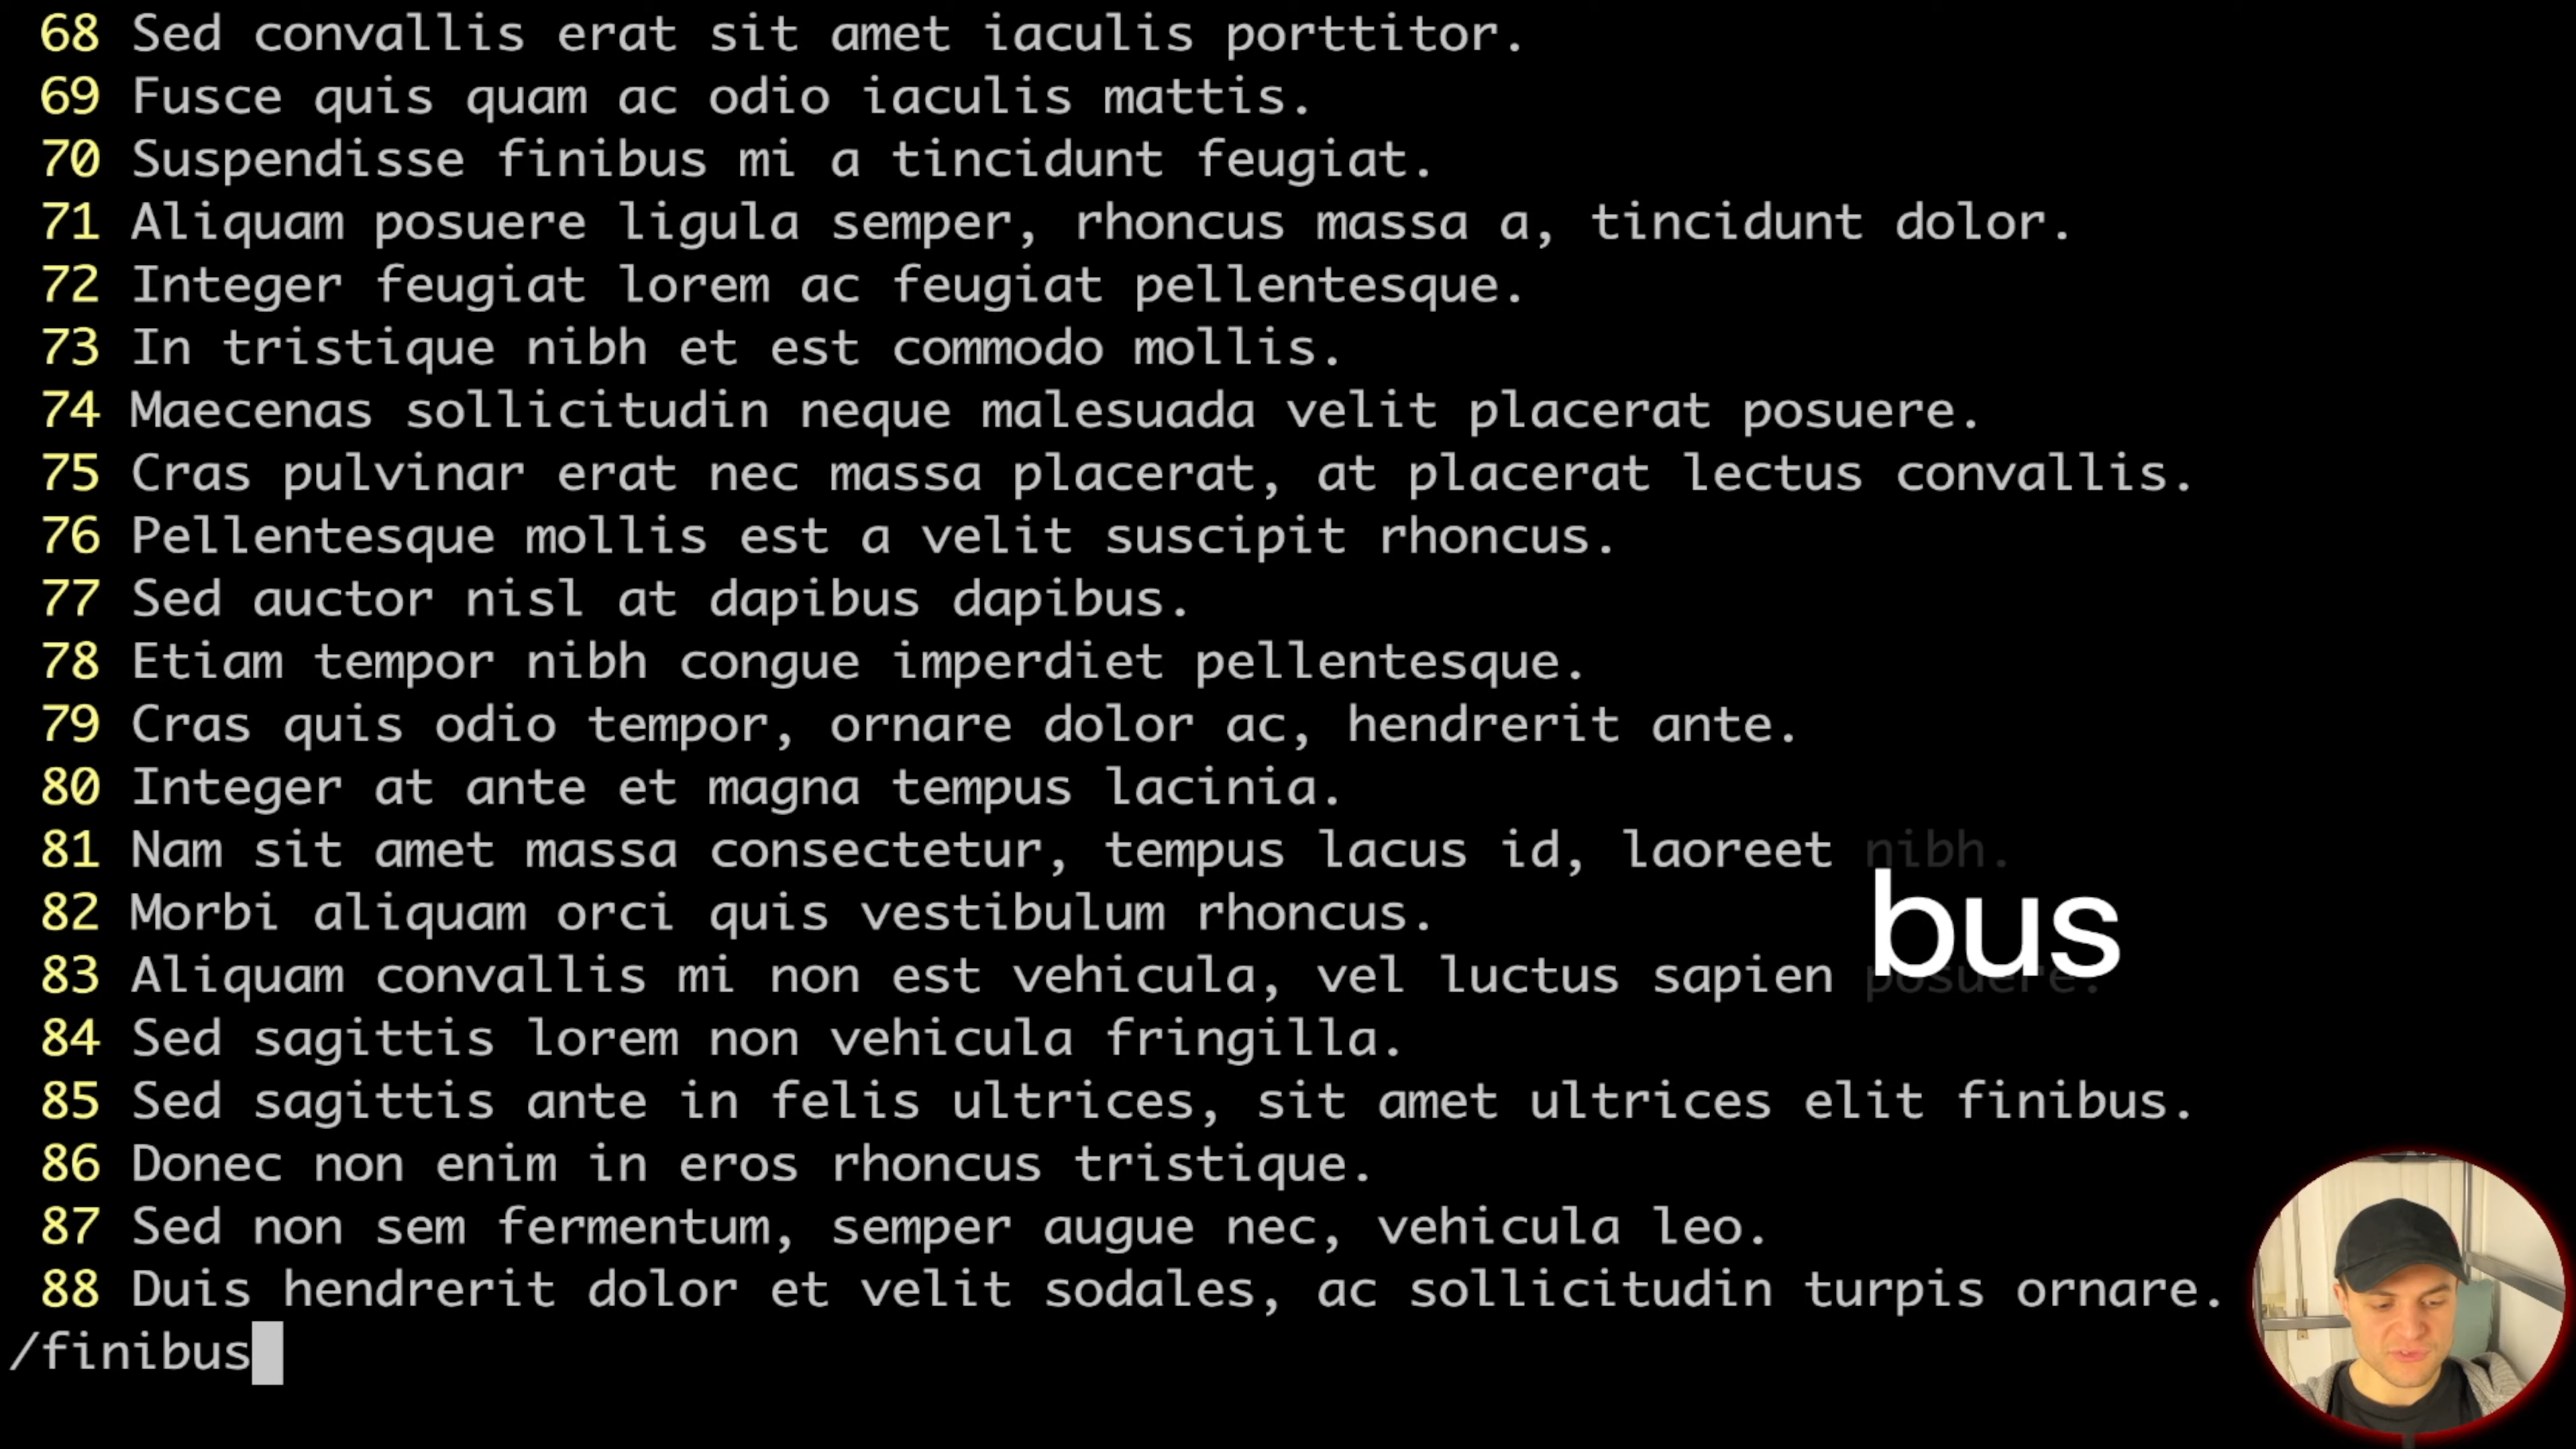 68 Sed convallis erat sit amet iaculis porttitor.
69 Fusce quis quam ac odio iaculis mattis.
70 Suspendisse finibus mi a tincidunt feugiat.
71 Aliquam posuere ligula semper, rhoncus massa a, tincidunt dolor.
72 Integer feugiat lorem ac feugiat pellentesque.
73 In tristique nibh et est commodo mollis.
74 Maecenas sollicitudin neque malesuada velit placerat posuere.
75 Cras pulvinar erat nec massa placerat, at placerat lectus convallis.
76 Pellentesque mollis est a velit suscipit rhoncus.
77 Sed auctor nisl at dapibus dapibus.
78 Etiam tempor nibh congue imperdiet pellentesque.
79 Cras quis odio tempor, ornare dolor ac, hendrerit ante.
80 Integer at ante et magna tempus lacinia.
81 Nam sit amet massa consectetur, tempus lacus id, laoreet nibh.
82 Morbi aliquam orci quis vestibulum rhoncus.
bus
83 Aliquam convallis mi non est vehicula, vel luctus sapien posuere.
84 Sed sagittis lorem non vehicula fringilla.
85 Sed sagittis ante in felis ultrices, sit amet ultrices elit finibus.
86 Donec non enim in eros rhoncus tristique.
87 Sed non sem fermentum, semper augue nec, vehicula leo.
88 Duis hendrerit dolor et velit sodales, ac sollicitudin turpis ornare.
/finibus